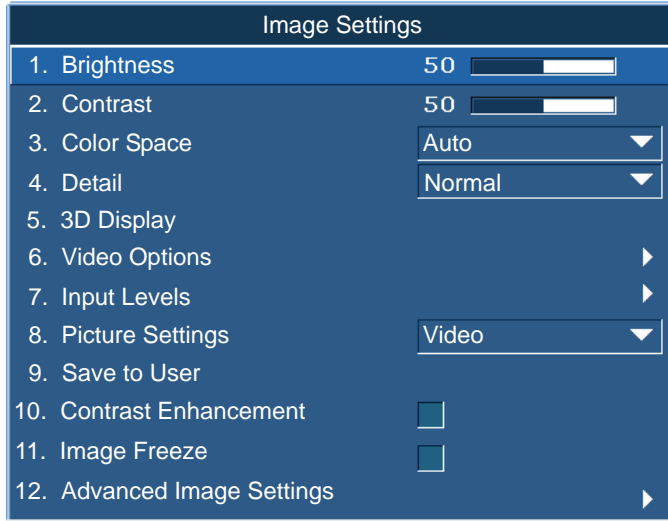 Image Settings
1. Brightness 50
2. Contrast 50
3. Color Space Auto
4. Detail Normal
5. 3D Display
6. Video Options
7. Input Levels
8. Picture Settings Video
9. Save to User
10. Contrast Enhancement
11. Image Freeze
12. Advanced Image Settings